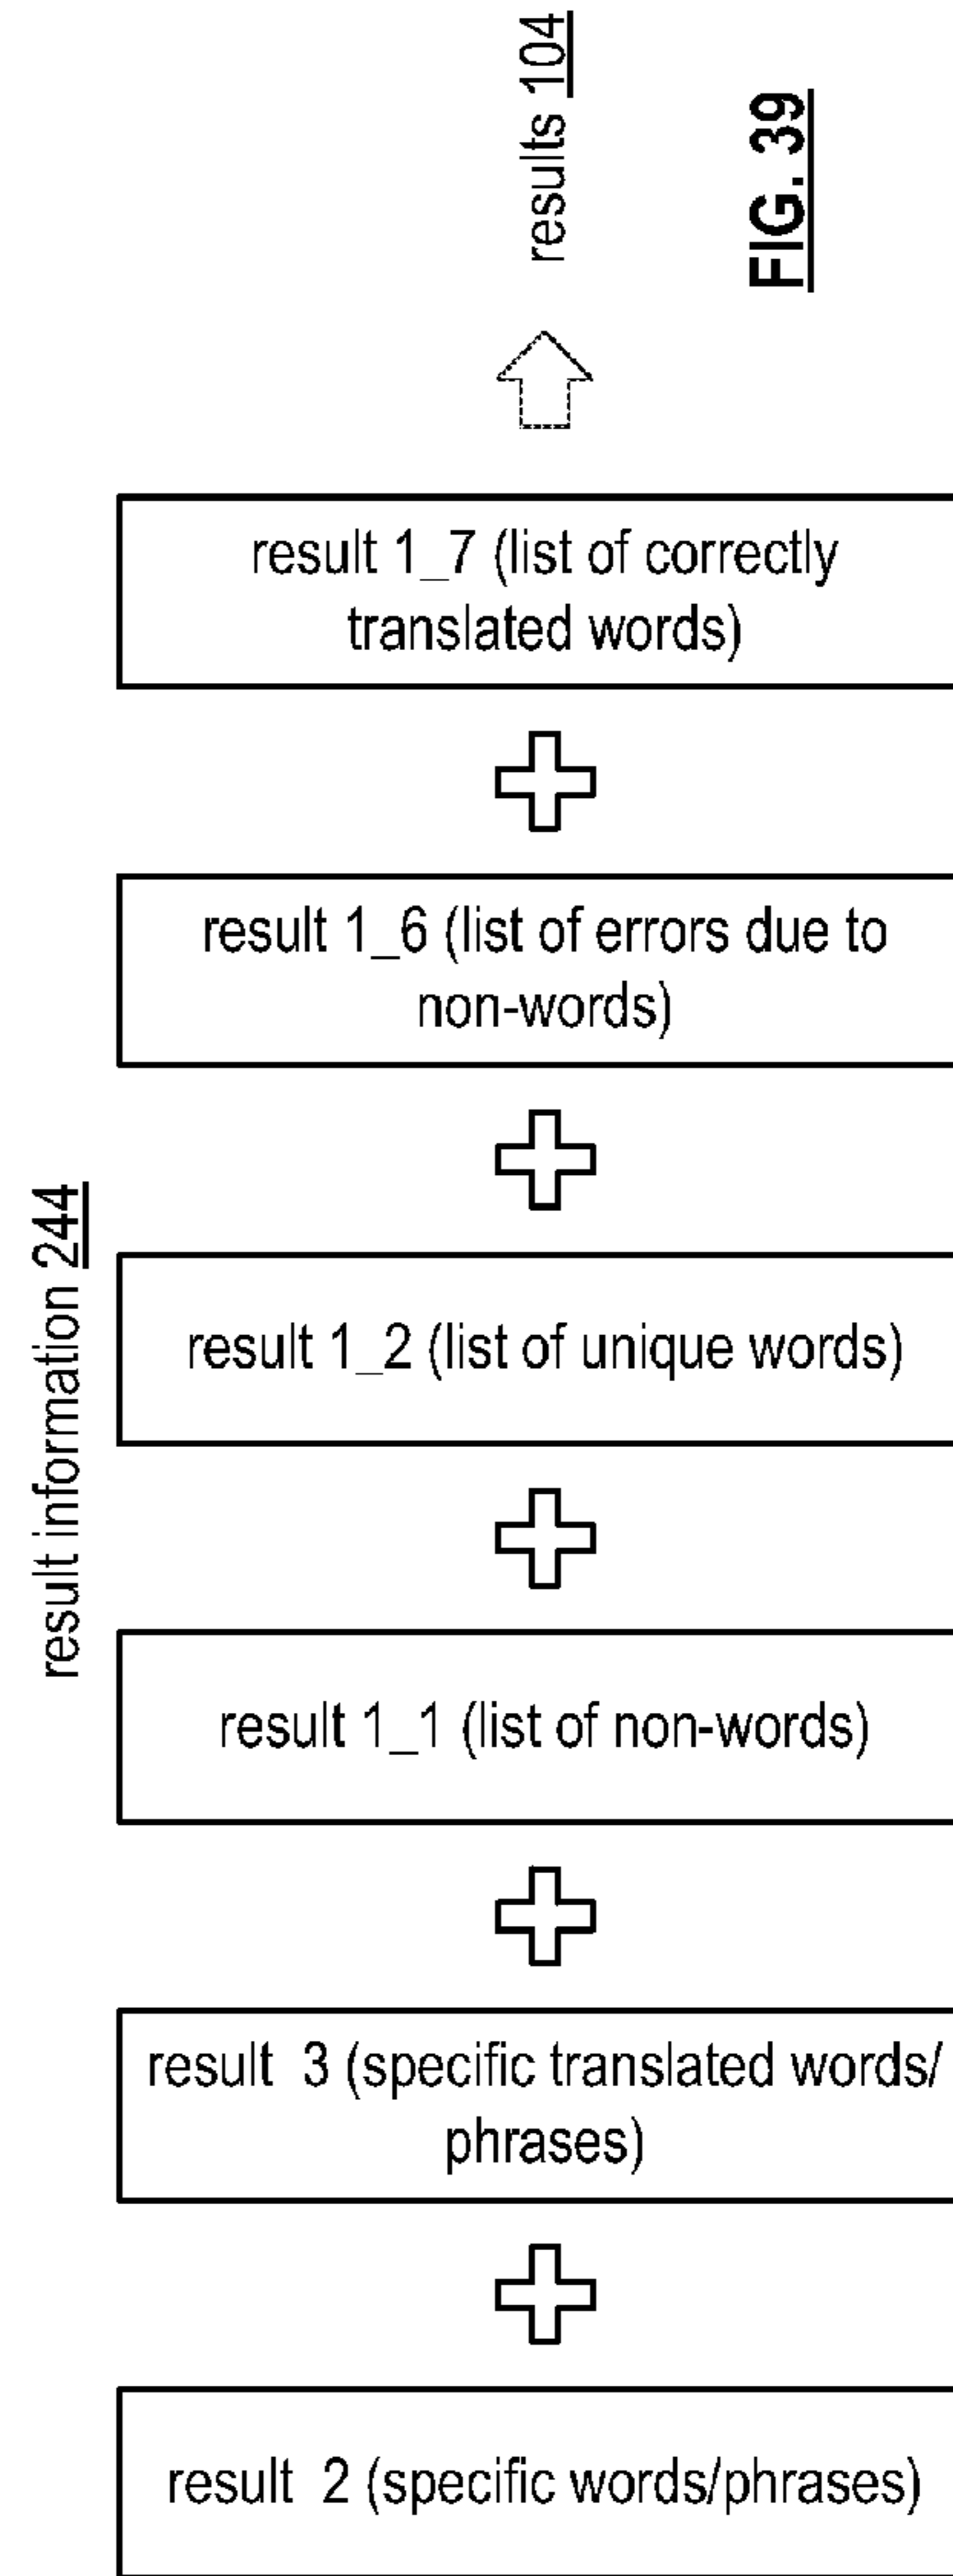 results 104
FIG. 39
result 1_7 (list of correctly
translated words)
result 1_6 (list of errors due to
non-words)
result information 244
result 1_2 (list of unique words)
result 1_1 (list of non-words)
result 3 (specific translated words/
phrases)
result 2 (specific words/phrases)